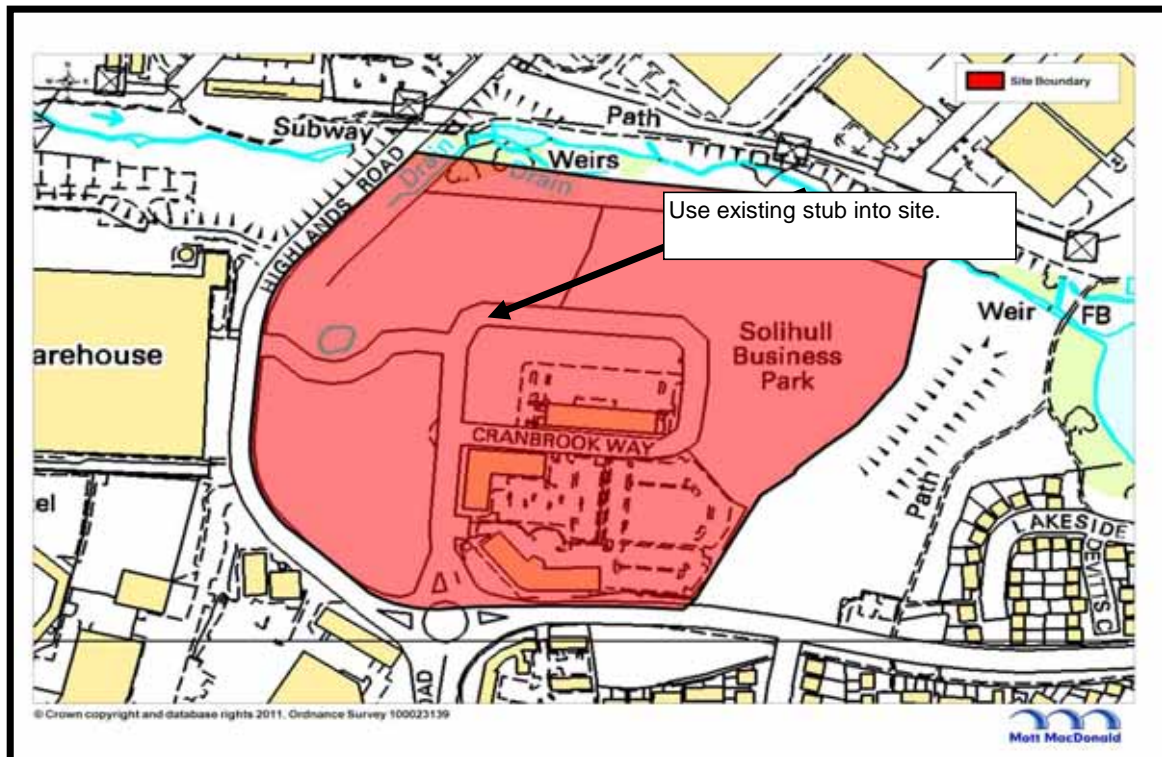 Site Boundary
Subway
Path
Weirs
Drain
Drain
HIGHLANDS ROAD
Use existing stub into site.
Weir
FB
arehouse
Solihull
Business
Park
CRANBROOK WAY
Path
el
LAKESIDE
DEVITTS C
OAD
© Crown copyright and database rights 2011. Ordnance Survey 100023139
Mott MacDonald